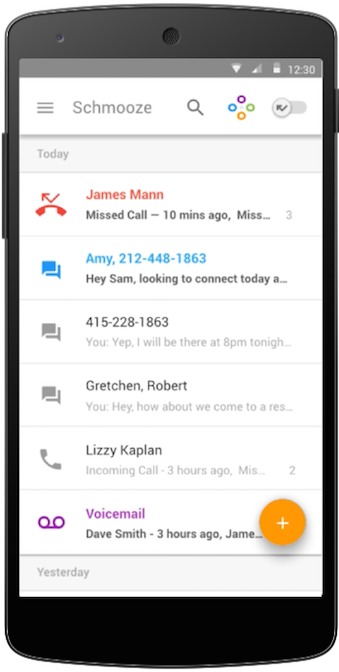 12:30
Schmooze
Today
James Mann
Missed Call — 10 mins ago, Miss... 3
Amy, 212-448-1863
Hey Sam, looking to connect today a...
415-228-1863
You: Yep, I will be there at 8pm tonigh...
Gretchen, Robert
You: Hey, how about we come to a res...
Lizzy Kaplan
Incoming Call - 3 hours ago, Mis... 2
Voicemail
Dave Smith - 3 hours ago, Jame...
+
Yesterday